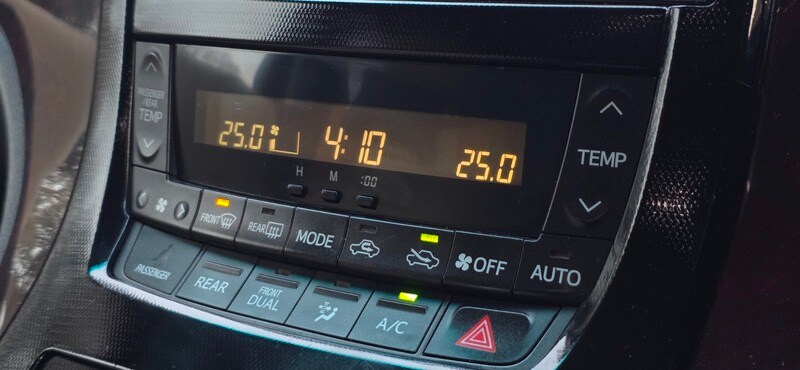 PASSENGER
/REAR
TEMP
25.0
4:10
25.0
TEMP
H
M
:00
FRONT
REAR
MODE
OFF
AUTO
PASSENGER
REAR
FRONT
DUAL
A/C